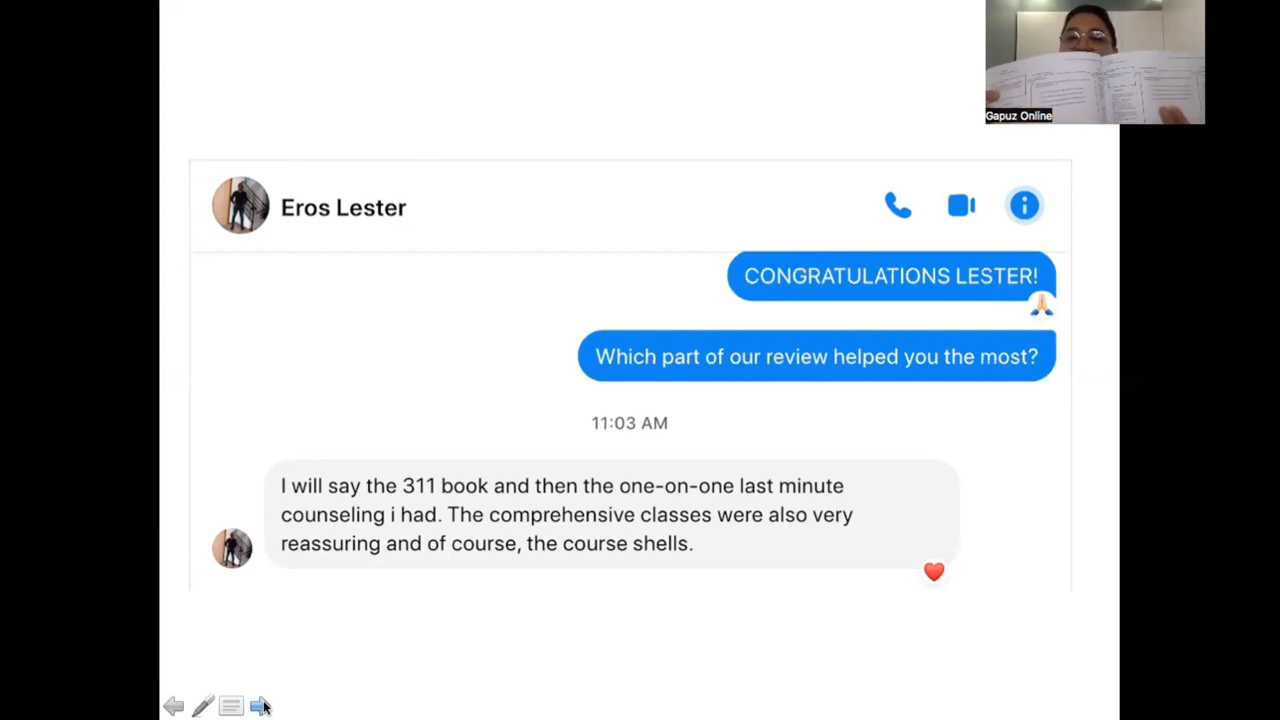 Gapuz Online
Eros Lester
CONGRATULATIONS LESTER!
Which part of our review helped you the most?
11:03 AM
I will say the 311 book and then the one-on-one last minute
counseling i had. The comprehensive classes were also very
reassuring and of course, the course shells.